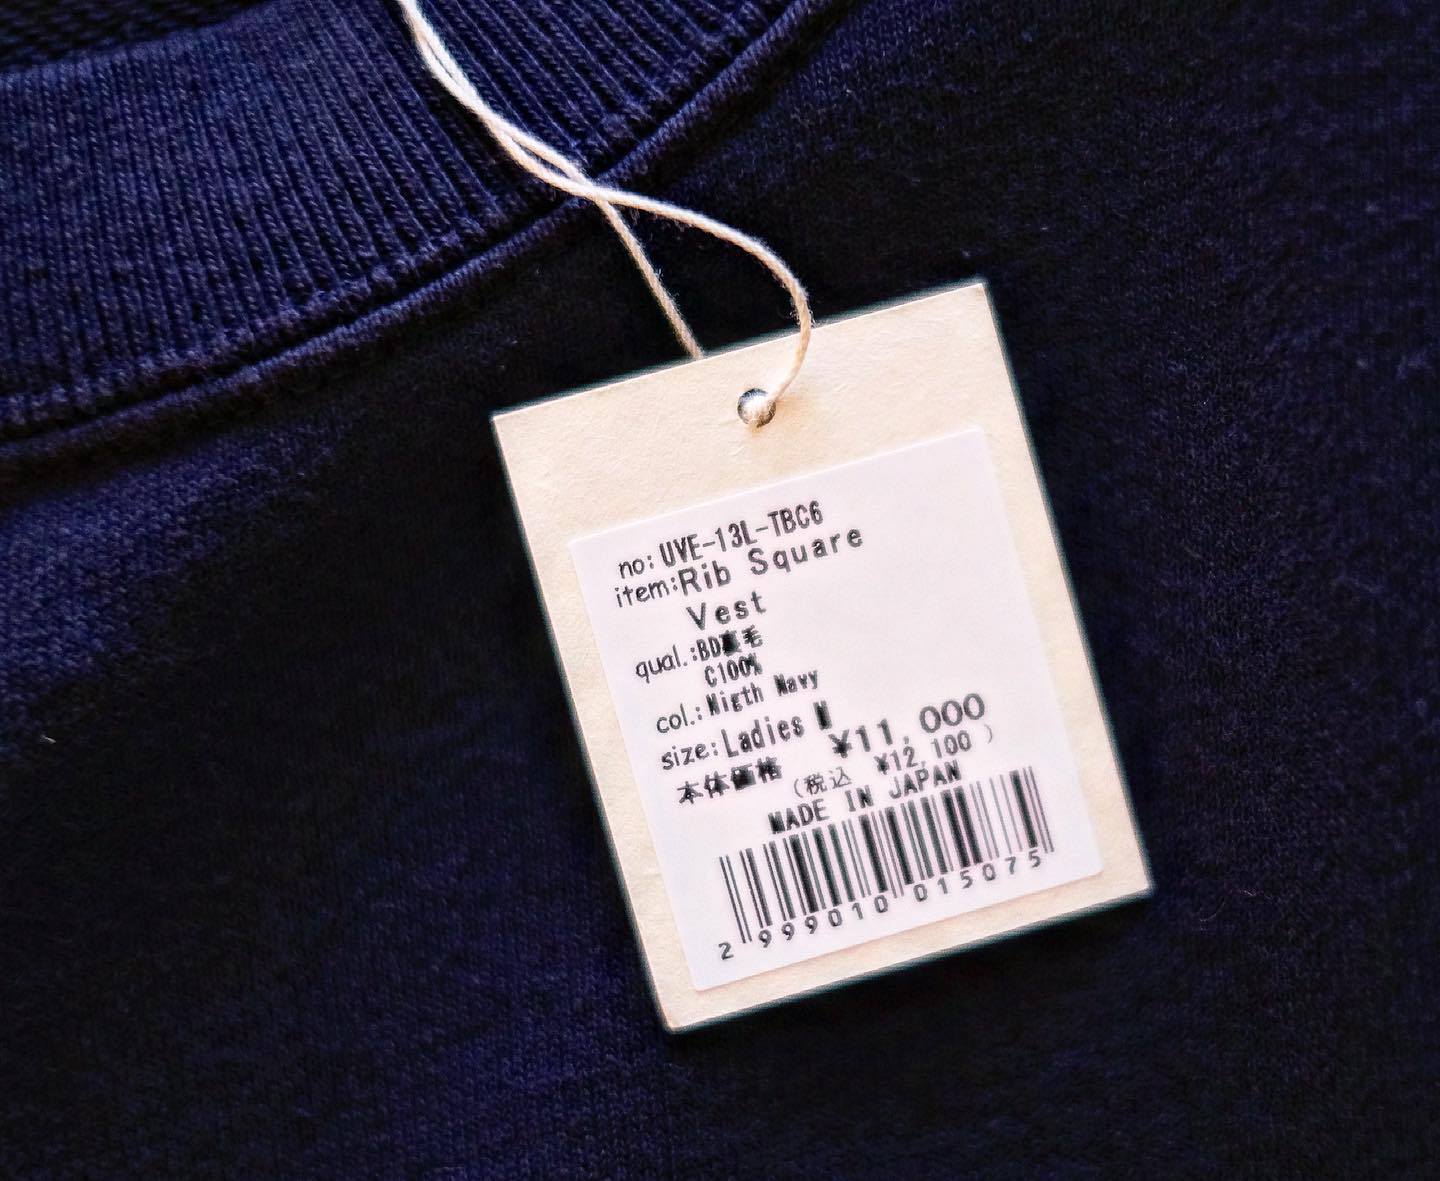 no: UVE-13L-TBC6
item: Rib Square
Vest
qual.: BD裏毛
C100%
col.: Nigth Navy
size: Ladies M
本体価格 ¥11,000
(税込 ¥12,100 )
MADE IN JAPAN
2 999010 015075